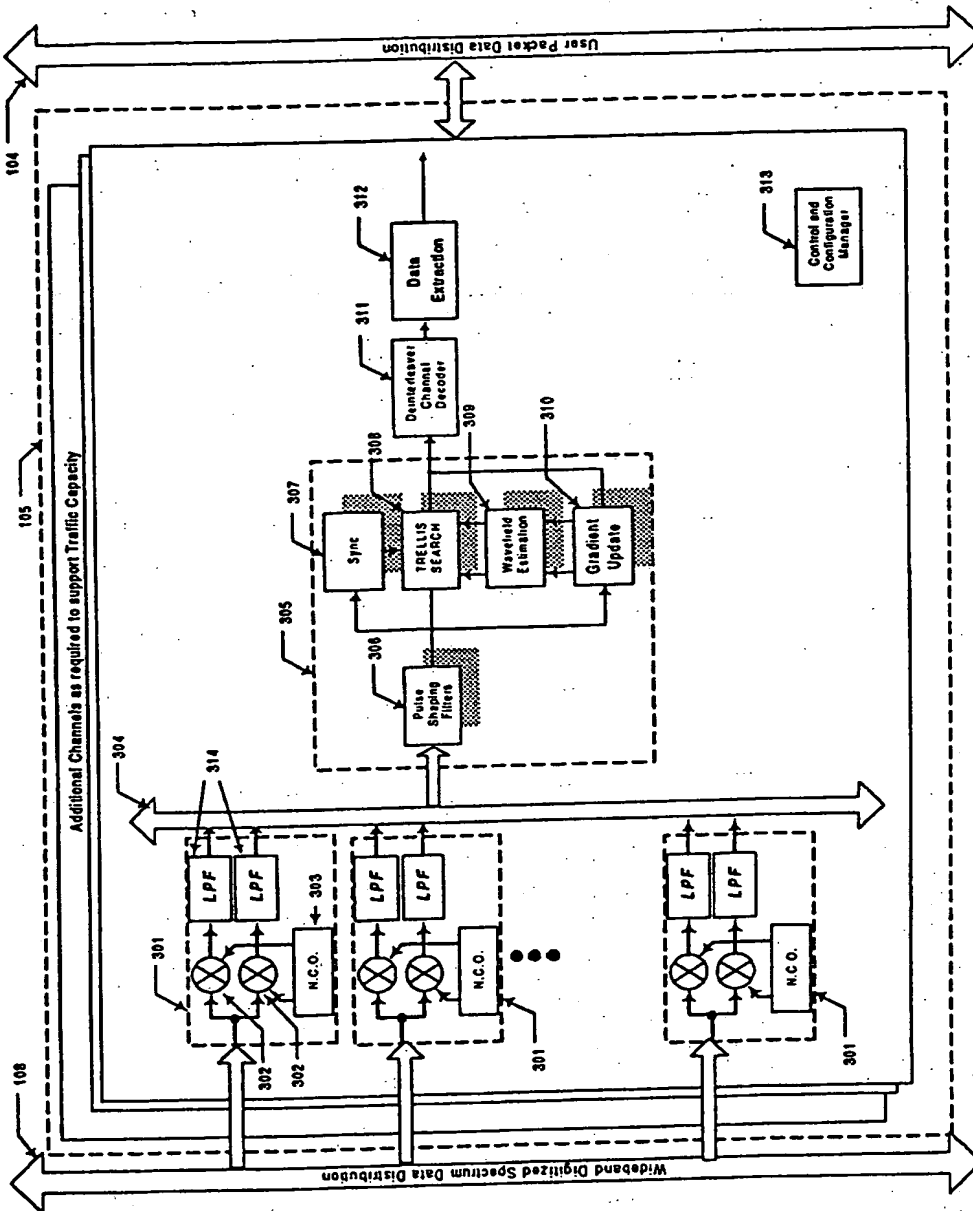 104
User Packet Data Distribution
105
Additional Channels as required to support Traffic Capacity
313
Control and
Configuration
Manager
312
Data
Extraction
311
Deinterleaver
Channel
Decoder
305
307
Sync
308
TRELLIS
SEARCH
309
Wavefield
Estimation
310
Gradient
Update
306
Pulse
Shaping
Filters
304
314
LPF
LPF
303
N.C.O.
301
302
302
LPF
LPF
N.C.O.
301
LPF
LPF
N.C.O.
301
108
Wideband Digitized Spectrum Data Distribution